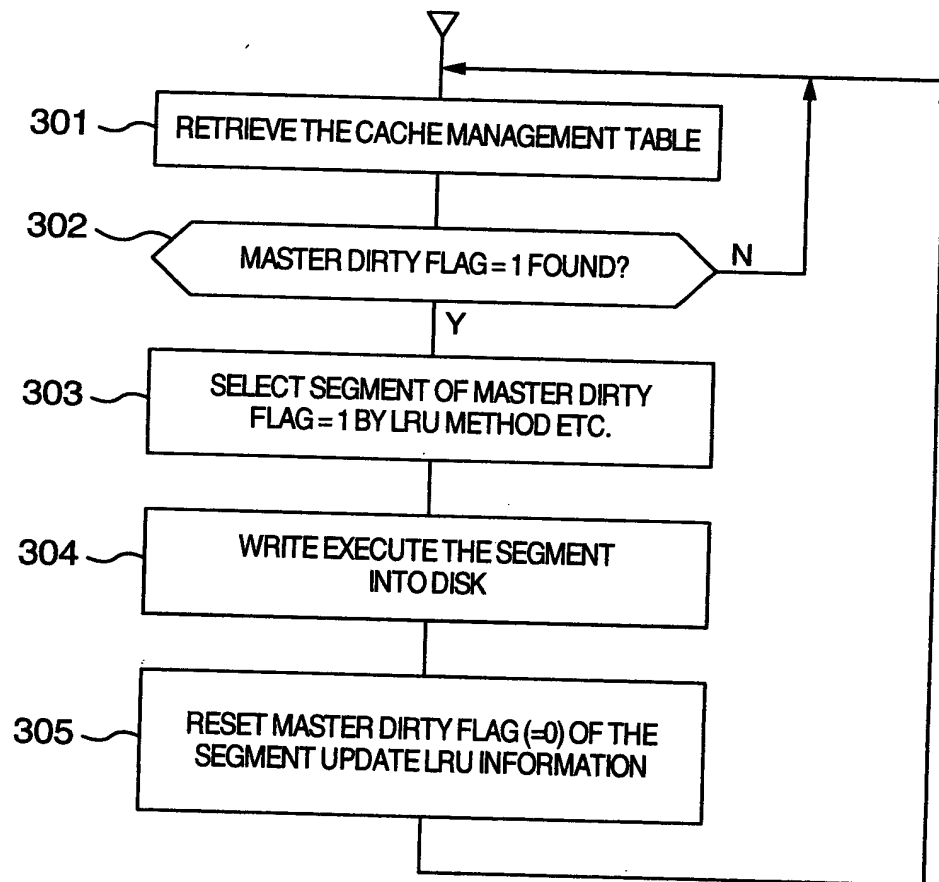 301
RETRIEVE THE CACHE MANAGEMENT TABLE
302
MASTER DIRTY FLAG = 1 FOUND?
N
Y
303
SELECT SEGMENT OF MASTER DIRTY
FLAG = 1 BY LRU METHOD ETC.
304
WRITE EXECUTE THE SEGMENT
INTO DISK
305
RESET MASTER DIRTY FLAG (=0) OF THE
SEGMENT UPDATE LRU INFORMATION